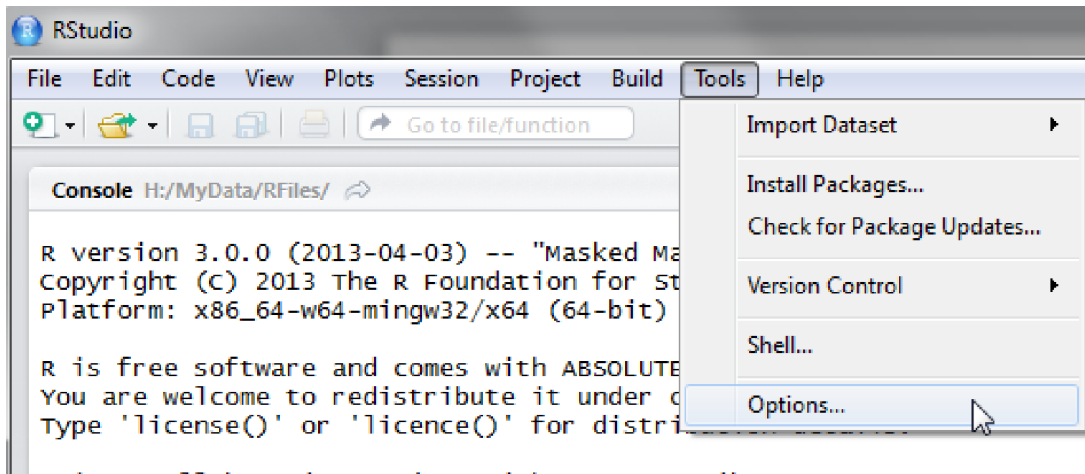 RStudio
File Edit Code View Plots Session Project Build Tools Help
Go to file/function
Import Dataset
Install Packages...
Check for Package Updates...
Version Control
Shell...
Options...
Console H:/MyData/RFiles/
R version 3.0.0 (2013-04-03) -- "Masked Ma
Copyright (C) 2013 The R Foundation for St
Platform: x86_64-w64-mingw32/x64 (64-bit)
R is free software and comes with ABSOLUTE
You are welcome to redistribute it under c
Type 'license()' or 'licence()' for distri